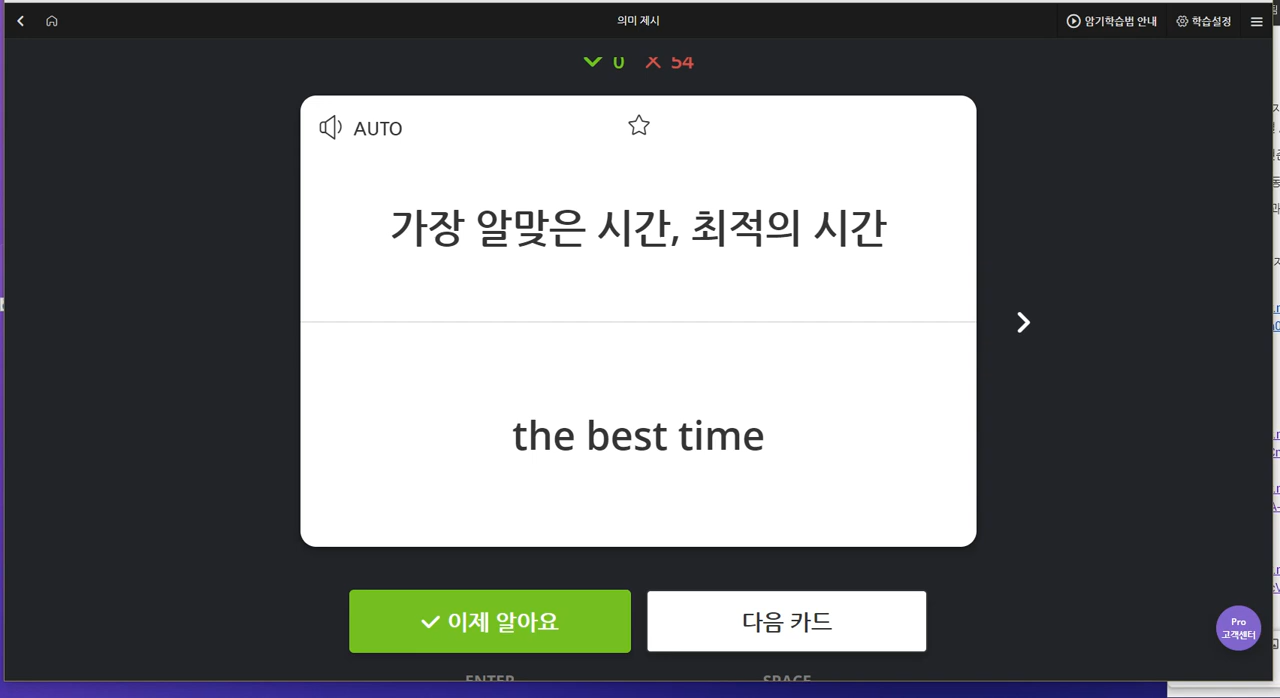 의미 제시
암기학습법 안내
학습설정
0
54
AUTO
가장 알맞은 시간, 최적의 시간
the best time
이제 알아요
다음 카드
ENTER
SPACE
Pro
고객센터